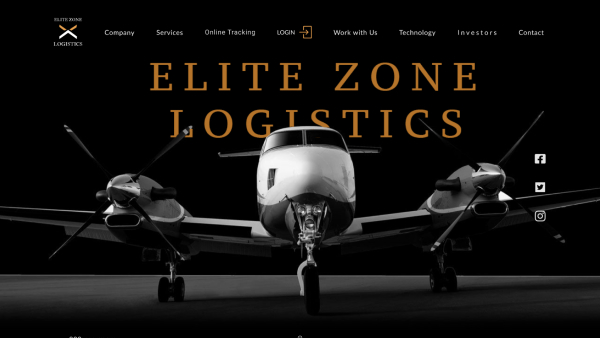 ELITE ZONE
LOGISTICS
Company
Services
Online Tracking
LOGIN
Work with Us
Technology
Investors
Contact
ELITE ZONE
LOGISTICS